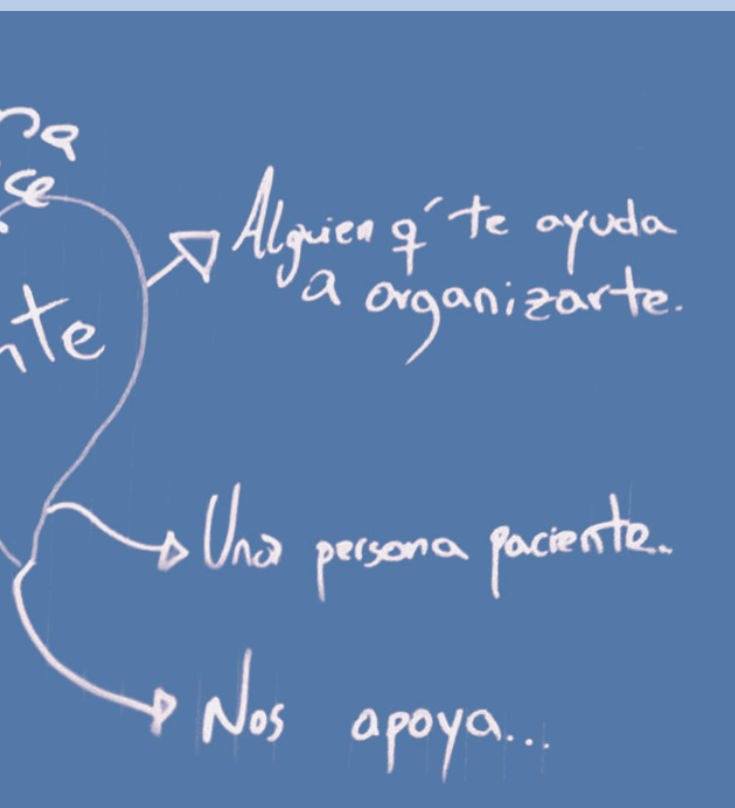 Alguien q' te ayuda
a organizarte.
Una persona paciente.
Nos apoya...